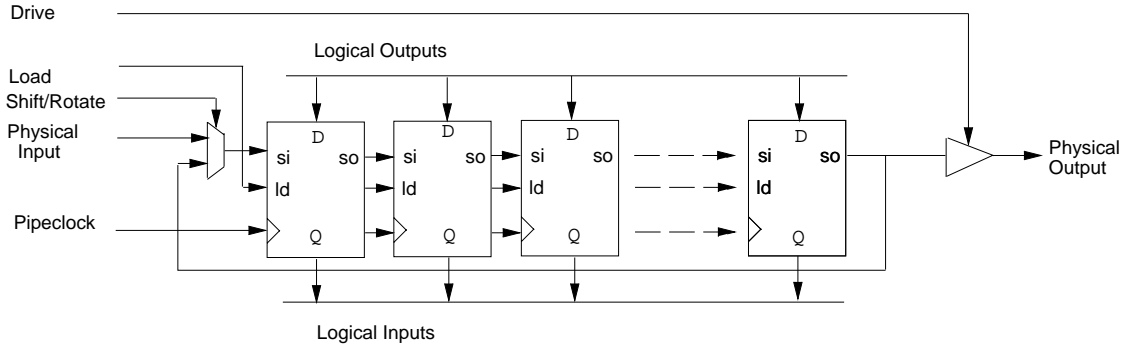 Drive
Logical Outputs
Load
Shift/Rotate
Physical
Input
D
D
D
D
si
so
si
so
si
so
si
so
Physical
Output
ld
ld
ld
ld
Pipeclock
Q
Q
Q
Q
Logical Inputs